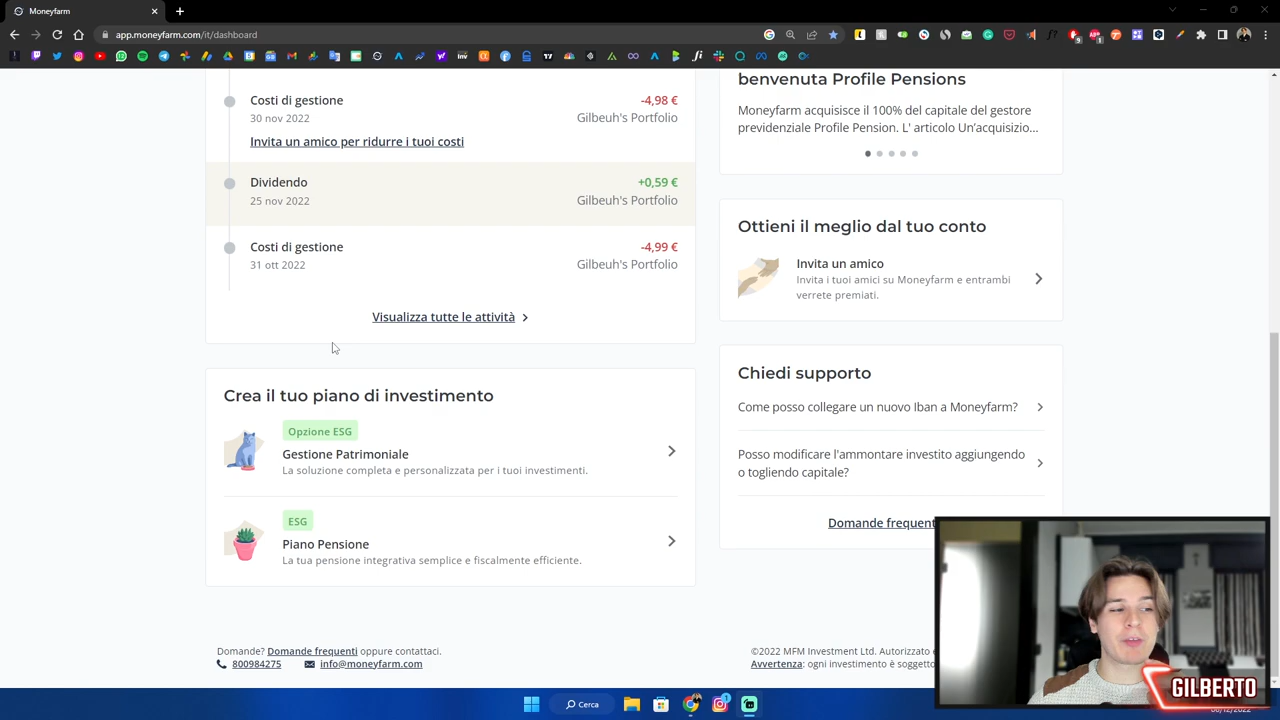 Moneyfarm
app.moneyfarm.com/it/dashboard
Costi di gestione
-4,98 €
30 nov 2022
Gilbeuh's Portfolio
Invita un amico per ridurre i tuoi costi
Dividendo
+0,59 €
25 nov 2022
Gilbeuh's Portfolio
Costi di gestione
-4,99 €
31 ott 2022
Gilbeuh's Portfolio
Visualizza tutte le attività
Crea il tuo piano di investimento
Opzione ESG
Gestione Patrimoniale
La soluzione completa e personalizzata per i tuoi investimenti.
ESG
Piano Pensione
La tua pensione integrativa semplice e fiscalmente efficiente.
benvenuta Profile Pensions
Moneyfarm acquisisce il 100% del capitale del gestore
previdenziale Profile Pension. L' articolo Un'acquisizio...
Ottieni il meglio dal tuo conto
Invita un amico
Invita i tuoi amici su Moneyfarm e entrambi
verrete premiati.
Chiedi supporto
Come posso collegare un nuovo Iban a Moneyfarm?
Posso modificare l'ammontare investito aggiungendo
o togliendo capitale?
Domande frequent
Domande? Domande frequenti oppure contattaci.
800984275 info@moneyfarm.com
©2022 MFM Investment Ltd. Autorizzato
Avvertenza: ogni investimento è soggetto
GILBERTO
Cerca